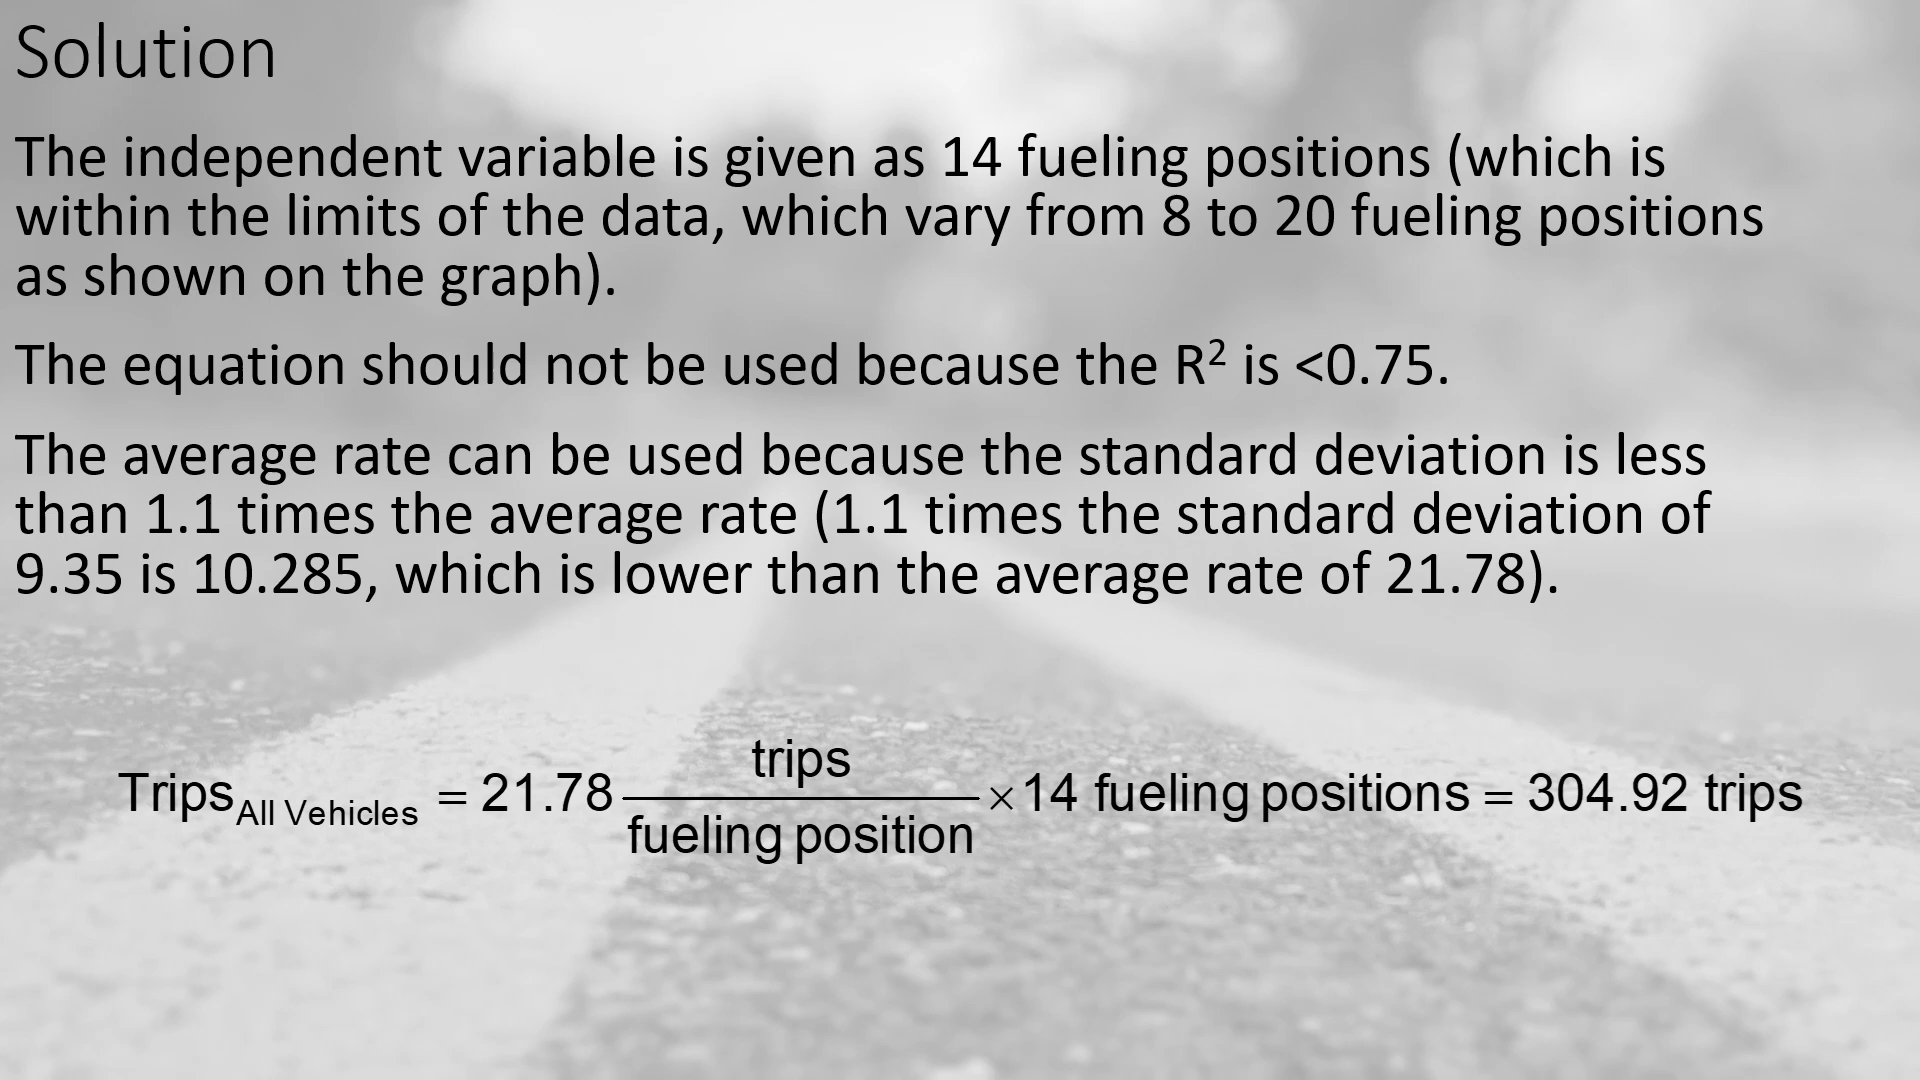 Solution
The independent variable is given as 14 fueling positions (which is
within the limits of the data, which vary from 8 to 20 fueling positions
as shown on the graph).
The equation should not be used because the R² is <0.75.
The average rate can be used because the standard deviation is less
than 1.1 times the average rate (1.1 times the standard deviation of
9.35 is 10.285, which is lower than the average rate of 21.78).
trips
Trips All Vehicles = 21.78 × 14 fueling positions = 304.92 trips
fueling position